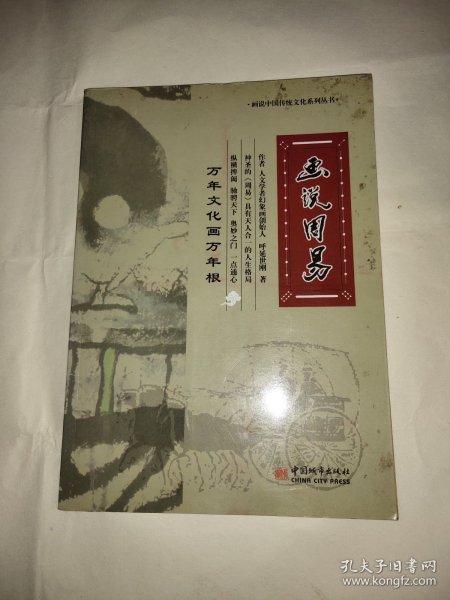 ·画说中国传统文化系列丛书·
画说周易
作者 人文学者幻象画创始人 呼延世刚 著
神圣的《周易》具有天人合一的人生格局
纵横捭阖 驰骋天下 奥妙之门 一点通心
万年文化画万年根
中国城市出版社
CHINA CITY PRESS
孔夫子旧书网
www.kongfz.com